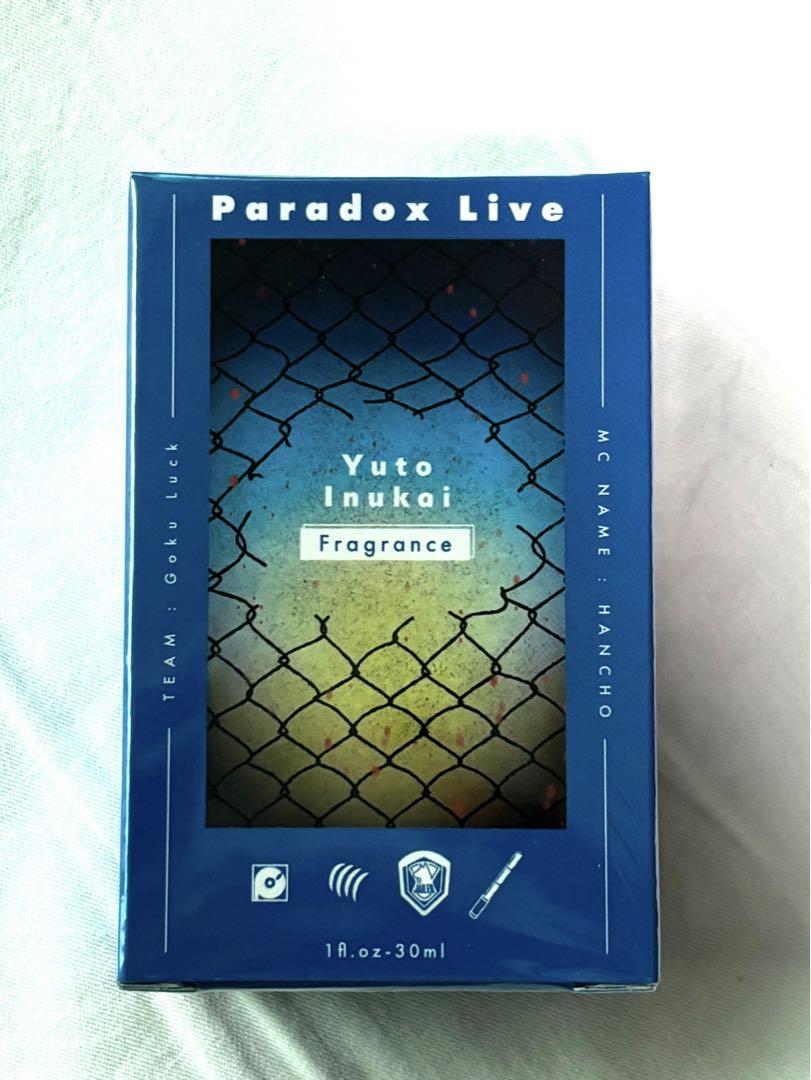 Paradox Live
TEAM : Goku Luck
Yuto
Inukai
Fragrance
MC NAME : HANCHO
1fl.oz-30ml